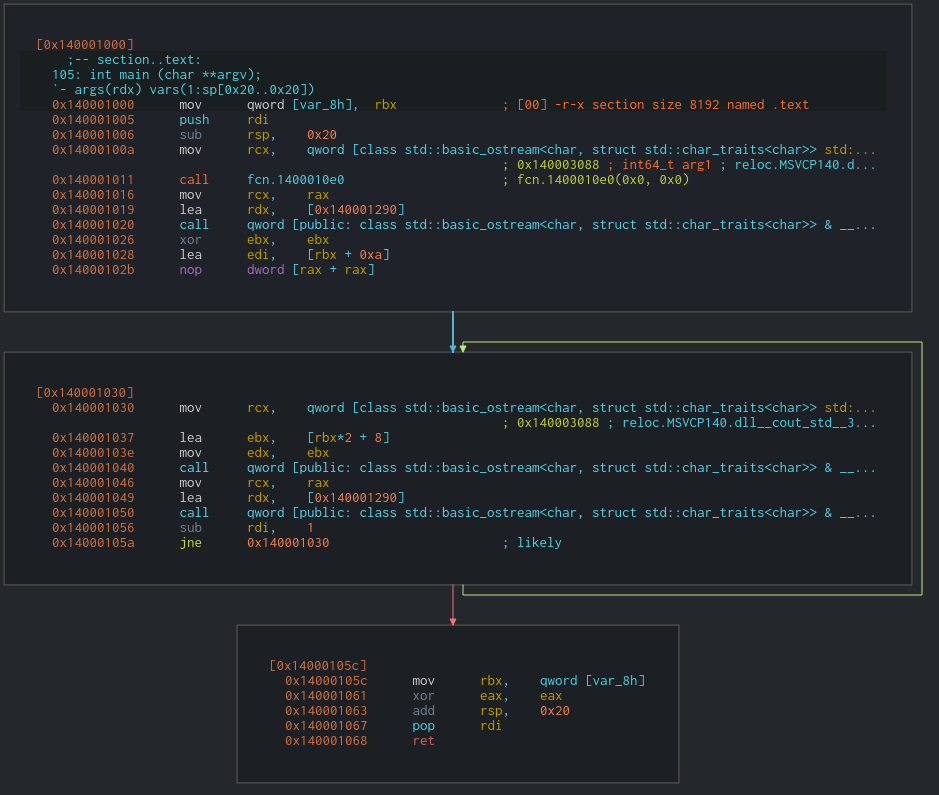 [0x140001000]
;-- section..text:
105: int main (char **argv);
`- args(rdx) vars(1:sp[0x20..0x20])
0x140001000 mov qword [var_8h], rbx ; [00] -r-x section size 8192 named .text
0x140001005 push rdi
0x140001006 sub rsp, 0x20
0x14000100a mov rcx, qword [class std::basic_ostream<char, struct std::char_traits<char>> std:...
; 0x140003088 ; int64_t arg1 ; reloc.MSVCP140.d...
0x140001011 call fcn.1400010e0 ; fcn.1400010e0(0x0, 0x0)
0x140001016 mov rcx, rax
0x140001019 lea rdx, [0x140001290]
0x140001020 call qword [public: class std::basic_ostream<char, struct std::char_traits<char>> & __...
0x140001026 xor ebx, ebx
0x140001028 lea edi, [rbx + 0xa]
0x14000102b nop dword [rax + rax]
[0x140001030]
0x140001030 mov rcx, qword [class std::basic_ostream<char, struct std::char_traits<char>> std:...
; 0x140003088 ; reloc.MSVCP140.dll__cout_std__3...
0x140001037 lea ebx, [rbx*2 + 8]
0x14000103e mov edx, ebx
0x140001040 call qword [public: class std::basic_ostream<char, struct std::char_traits<char>> & __...
0x140001046 mov rcx, rax
0x140001049 lea rdx, [0x140001290]
0x140001050 call qword [public: class std::basic_ostream<char, struct std::char_traits<char>> & __...
0x140001056 sub rdi, 1
0x14000105a jne 0x140001030 ; likely
[0x14000105c]
0x14000105c mov rbx, qword [var_8h]
0x140001061 xor eax, eax
0x140001063 add rsp, 0x20
0x140001067 pop rdi
0x140001068 ret